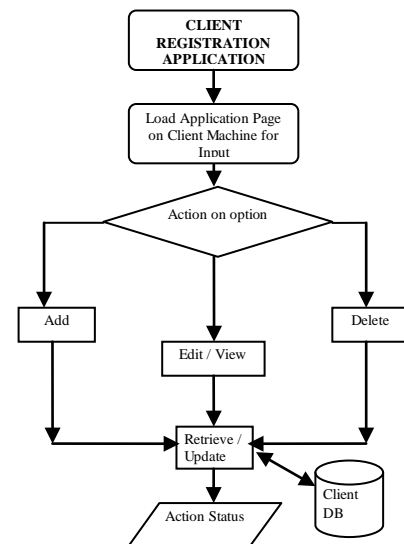 CLIENT
REGISTRATION
APPLICATION
Load Application Page
on Client Machine for
Input
Action on option
Add
Delete
Edit / View
Retrieve /
Update
Client
DB
Action Status